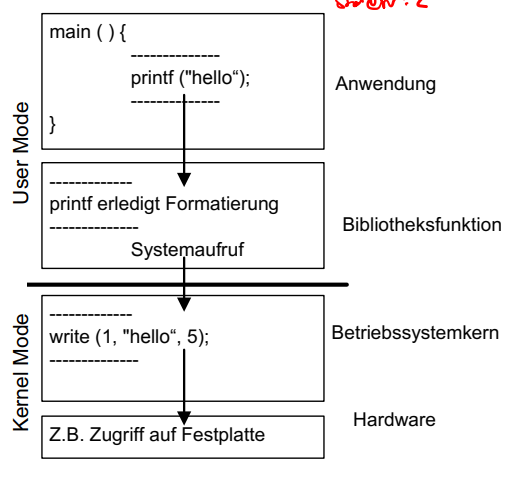 main ( ) {
--------------
printf ("hello“);
--------------
}
Anwendung
User Mode
-------------
printf erledigt Formatierung
--------------
Systemaufruf
Bibliotheksfunktion
Kernel Mode
-------------
write (1, "hello“, 5);
--------------
Betriebssystemkern
Hardware
Z.B. Zugriff auf Festplatte